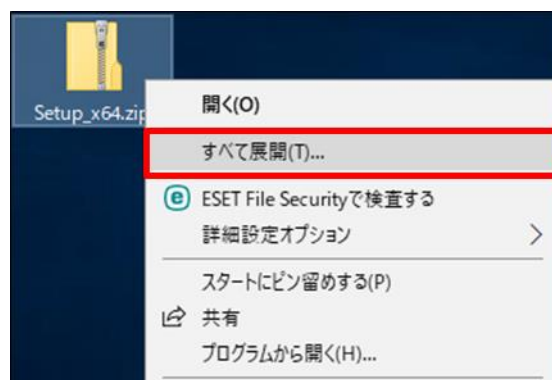 Setup_x64.zip
開く(O)
すべて展開(T)...
ESET File Securityで検査する
詳細設定オプション
スタートにピン留めする(P)
共有
プログラムから開く(H)...